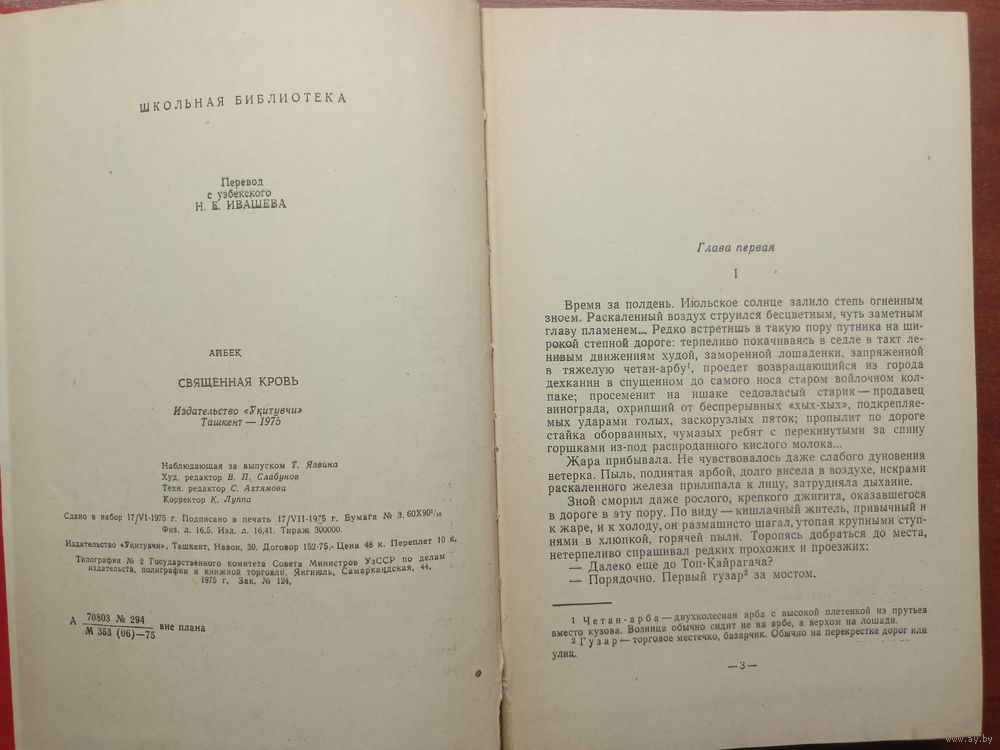 ШКОЛЬНАЯ БИБЛИОТЕКА
Перевод
с узбекского
Н. Е. ИВАШЕВА
АЙБЕК
СВЯЩЕННАЯ КРОВЬ
Издательство «Уқитувчи»
Ташкент — 1975
Наблюдающая за выпуском Т. Язвина
Худ. редактор В. П. Слабунов
Техн. редактор С. Ахтямова
Корректор К. Луппа
Сдано в набор 17/VI-1975 г. Подписано в печать 17/VII-1975 г. Бумага № 3. 60Х90¹/₁₆
Физ. л. 16,5. Изд. л. 16,41. Тираж 300000.
Издательство «Уқитувчи», Ташкент, Навои, 30. Договор 152-75,- Цена 48 к. Переплет 10 к.
Типография № 2 Государственного комитета Совета Министров УзССР по делам
издательств, полиграфии и книжной торговли. Янгиюль, Самаркандская, 44.
1975 г. Зак. № 124.
А 70803 № 294
М 353 (06)—75 вне плана
Глава первая
I
Время за полдень. Июльское солнце залило степь огненным
зноем. Раскаленный воздух струился бесцветным, чуть заметным
глазу пламенем... Редко встретишь в такую пору путника на ши-
рокой степной дороге: терпеливо покачиваясь в седле в такт ле-
нивым движениям худой, заморенной лошаденки, запряженной
в тяжелую четан-арбу¹, проедет возвращающийся из города
дехканин в спущенном до самого носа старом войлочном кол-
паке; просеменит на ишаке седовласый старик — продавец
винограда, охрипший от беспрерывных «хых-хых», подкрепляе-
мых ударами голых, заскорузлых пяток; пропылит по дороге
стайка оборванных, чумазых ребят с перекинутыми за спину
горшками из-под распроданного кислого молока...
Жара прибывала. Не чувствовалось даже слабого дуновения
ветерка. Пыль, поднятая арбой, долго висела в воздухе, искрами
раскаленного железа прилипала к лицу, затрудняла дыхание.
Зной сморил даже рослого, крепкого джигита, оказавшегося
в дороге в эту пору. По виду — кишлачный житель, привычный и
к жаре, и к холоду, он размашисто шагал, утопая крупными ступ-
нями в хлюпкой, горячей пыли. Торопясь добраться до места,
нетерпеливо спрашивал редких прохожих и проезжих:
— Далеко еще до Топ-Кайрагача?
— Порядочно. Первый гузар² за мостом.
1 Четан-арба — двухколесная арба с высокой плетенкой из прутьев
вместо кузова. Возница обычно сидит не на арбе, а верхом на лошади.
2 Гузар — торговое местечко, базарчик. Обычно на перекрестке дорог или
улиц.
— 3 —
www.ay.by